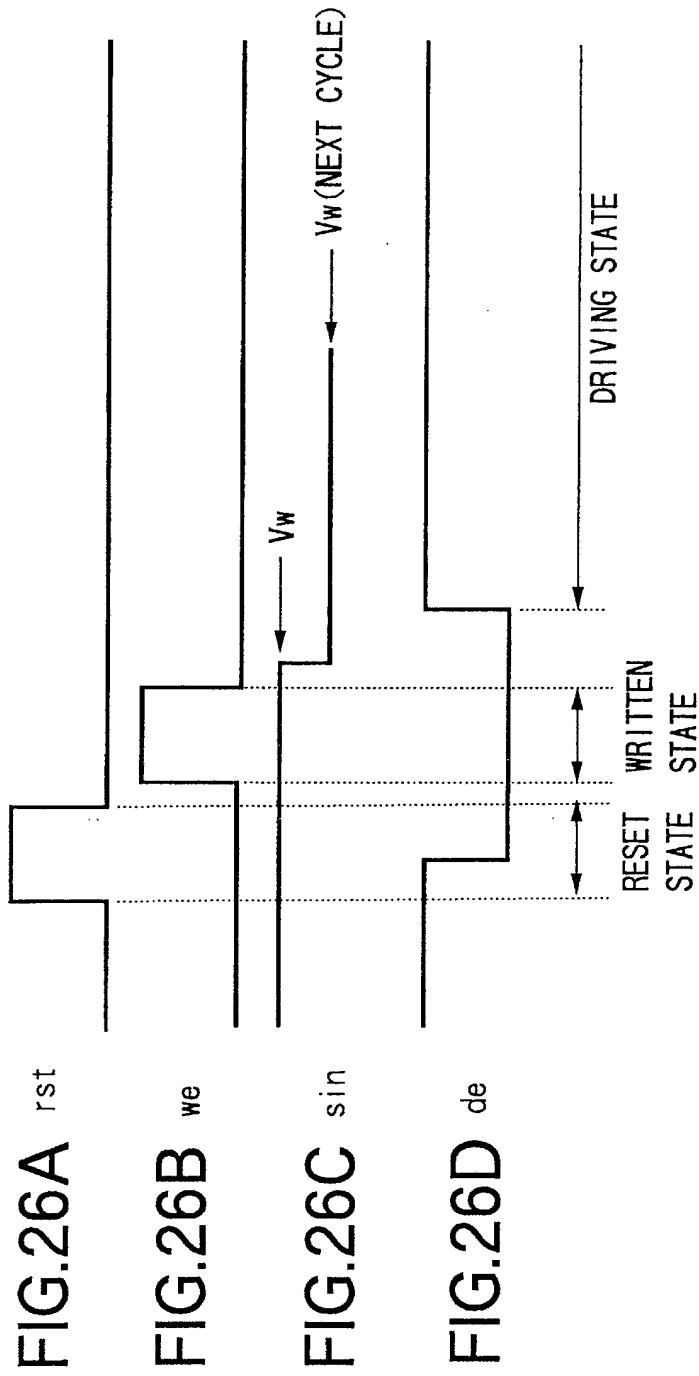 FIG.26A rst
FIG.26B we
FIG.26C sin
Vw
Vw(NEXT CYCLE)
FIG.26D de
RESET
STATE
WRITTEN
STATE
DRIVING STATE